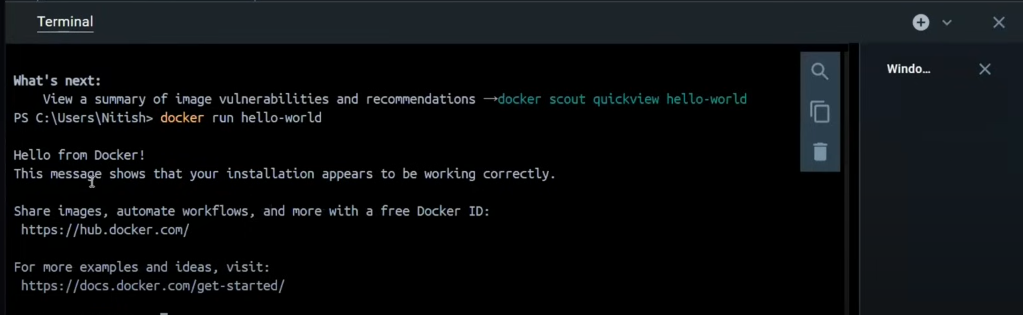 Terminal
Windo...
What's next:
View a summary of image vulnerabilities and recommendations → docker scout quickview hello-world
PS C:\Users\Nitish> docker run hello-world
Hello from Docker!
This message shows that your installation appears to be working correctly.
Share images, automate workflows, and more with a free Docker ID:
https://hub.docker.com/
For more examples and ideas, visit:
https://docs.docker.com/get-started/